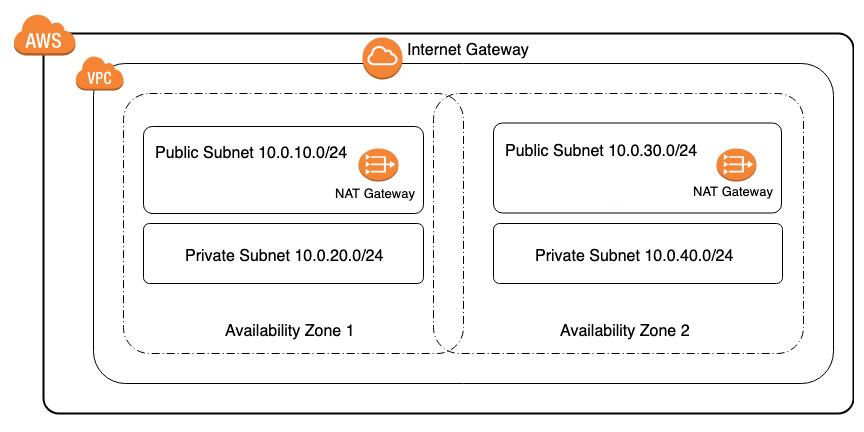 AWS
Internet Gateway
VPC
Public Subnet 10.0.10.0/24
NAT Gateway
Private Subnet 10.0.20.0/24
Availability Zone 1
Public Subnet 10.0.30.0/24
NAT Gateway
Private Subnet 10.0.40.0/24
Availability Zone 2